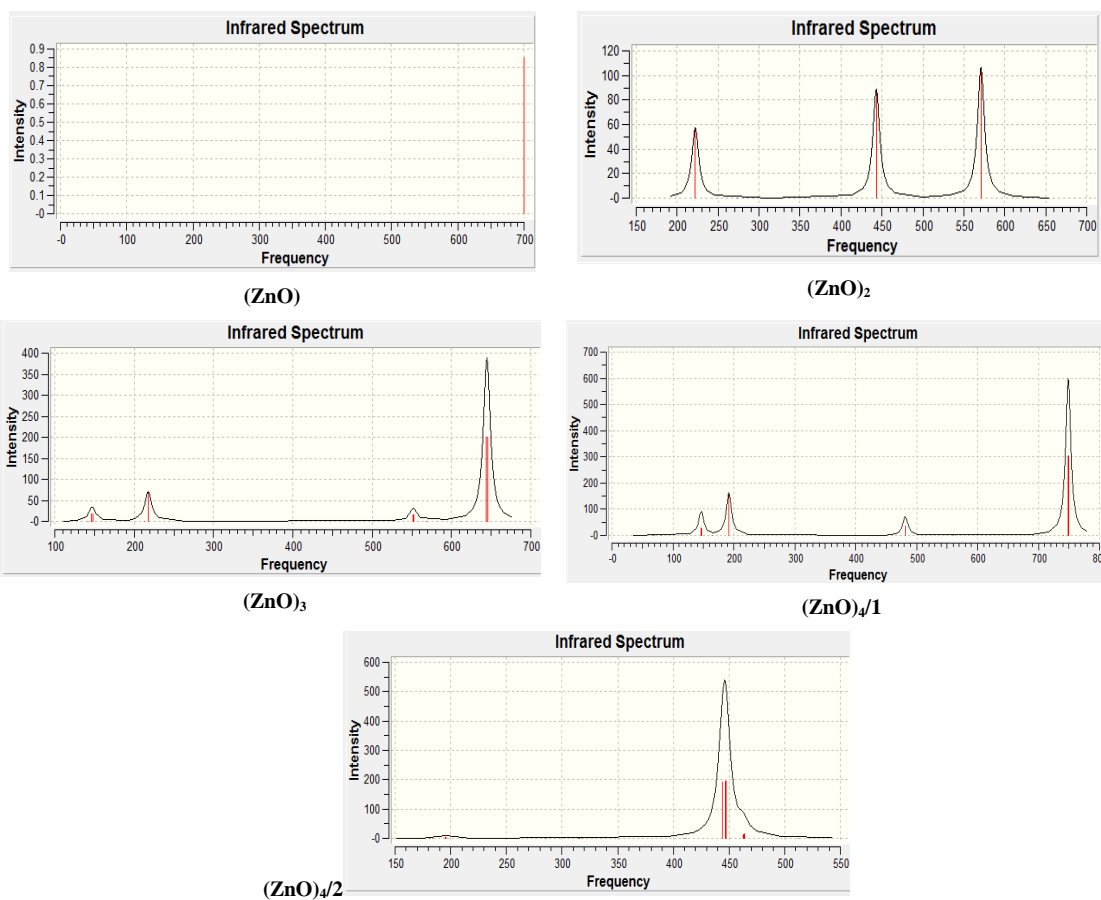 Infrared Spectrum
Intensity
0.9
0.8
0.7
0.6
0.5
0.4
0.3
0.2
0.1
-0
-0 100 200 300 400 500 600 700
Frequency
(ZnO)
Infrared Spectrum
Intensity
120
100
80
60
40
20
-0
150 200 250 300 350 400 450 500 550 600 650 700
Frequency
(ZnO)₂
Infrared Spectrum
Intensity
400
350
300
250
200
150
100
50
-0
100 200 300 400 500 600 700
Frequency
(ZnO)₃
Infrared Spectrum
Intensity
700
600
500
400
300
200
100
-0
-0 100 200 300 400 500 600 700 80
Frequency
(ZnO)₄/1
Infrared Spectrum
Intensity
600
500
400
300
200
100
-0
150 200 250 300 350 400 450 500 550
Frequency
(ZnO)₄/2